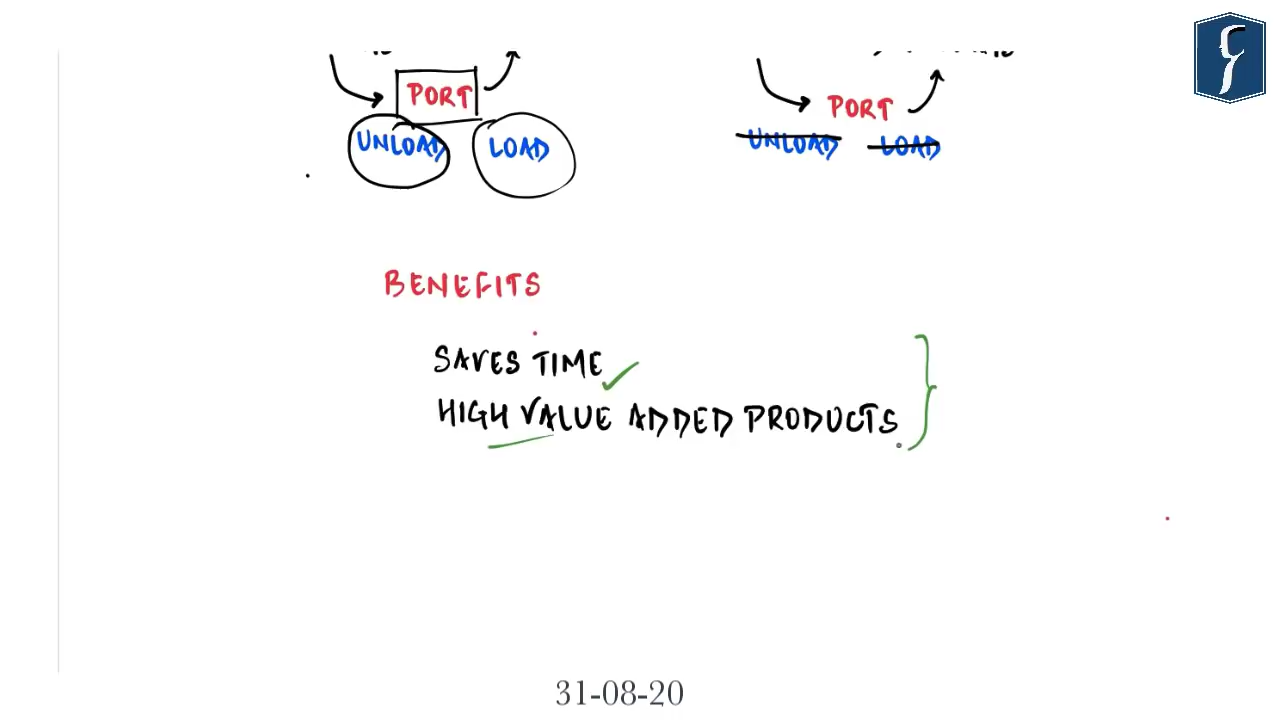 PORT
UNLOAD LOAD
PORT
UNLOAD LOAD
BENEFITS
SAVES TIME
HIGH VALUE ADDED PRODUCTS
31-08-20